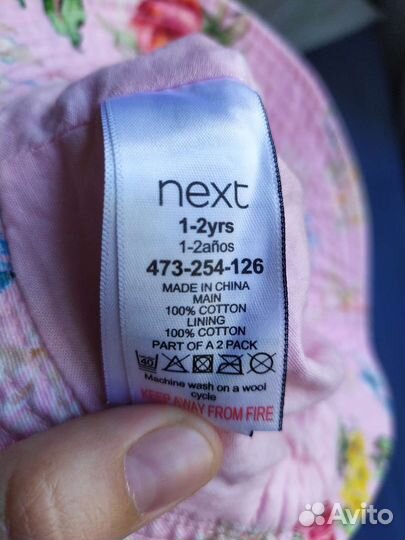 next
1-2yrs
1-2años
473-254-126
MADE IN CHINA
MAIN
100% COTTON
LINING
100% COTTON
PART OF A 2 PACK
40
Machine wash on a wool
cycle
KEEP AWAY FROM FIRE
Avito